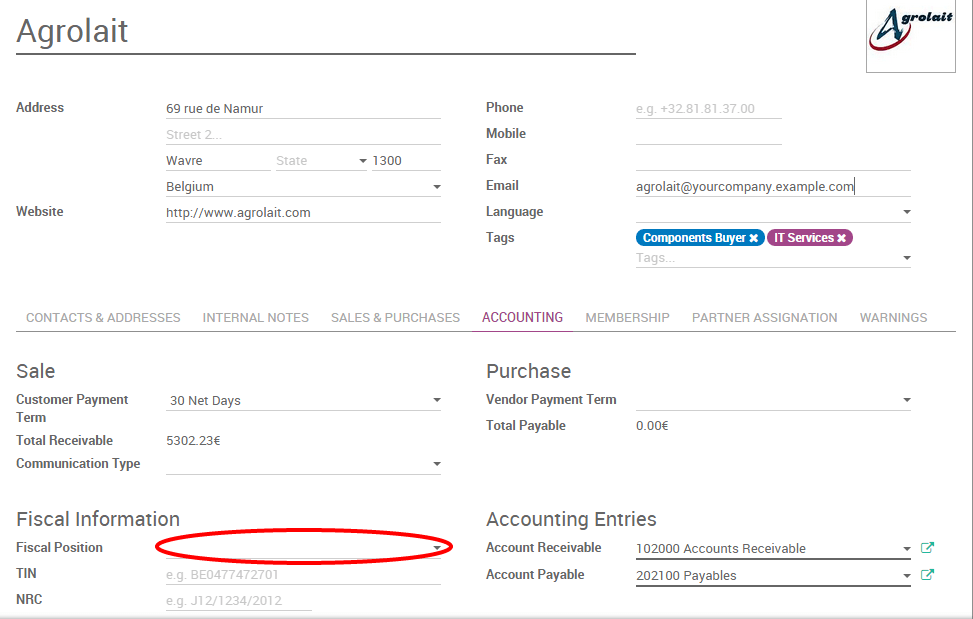 Agrolait
Agrolait
Address 69 rue de Namur
Street 2...
Wavre State 1300
Belgium
Website http://www.agrolait.com
Phone e.g. +32.81.81.37.00
Mobile
Fax
Email agrolait@yourcompany.example.com
Language
Tags Components Buyer ✖ IT Services ✖
Tags...
CONTACTS & ADDRESSES INTERNAL NOTES SALES & PURCHASES ACCOUNTING MEMBERSHIP PARTNER ASSIGNATION WARNINGS
Sale
Customer Payment Term 30 Net Days
Total Receivable 5302.23€
Communication Type
Purchase
Vendor Payment Term
Total Payable 0.00€
Fiscal Information
Fiscal Position
TIN e.g. BE0477472701
NRC e.g. J12/1234/2012
Accounting Entries
Account Receivable 102000 Accounts Receivable
Account Payable 202100 Payables